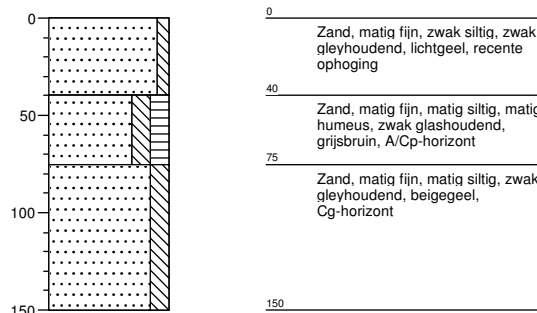 0
0
Zand, matig fijn, zwak siltig, zwak
gleyhoudend, lichtgeel, recente
ophoging
40
50
Zand, matig fijn, matig siltig, matig
humeus, zwak glashoudend,
grijsbruin, A/Cp-horizont
75
Zand, matig fijn, matig siltig, zwak
gleyhoudend, beigegeel,
Cg-horizont
100
150
150